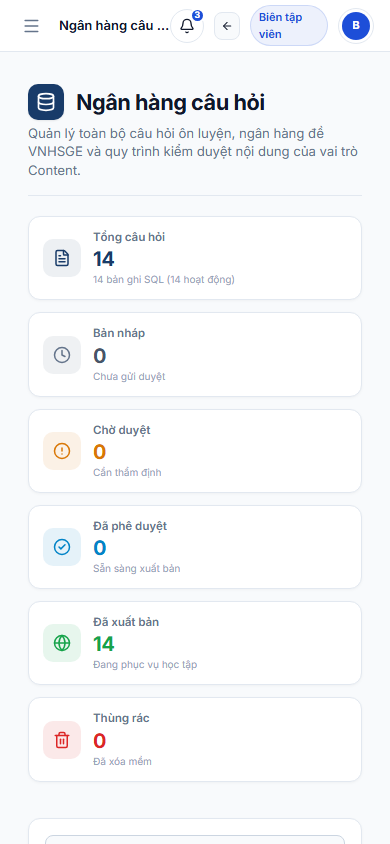 Ngân hàng câu ...
3
Biên tập
viên
B
Ngân hàng câu hỏi
Quản lý toàn bộ câu hỏi ôn luyện, ngân hàng đề
VNHSGE và quy trình kiểm duyệt nội dung của vai trò
Content.
Tổng câu hỏi
14
14 bản ghi SQL (14 hoạt động)
Bản nháp
0
Chưa gửi duyệt
Chờ duyệt
0
Cần thẩm định
Đã phê duyệt
0
Sẵn sàng xuất bản
Đã xuất bản
14
Đang phục vụ học tập
Thùng rác
0
Đã xóa mềm